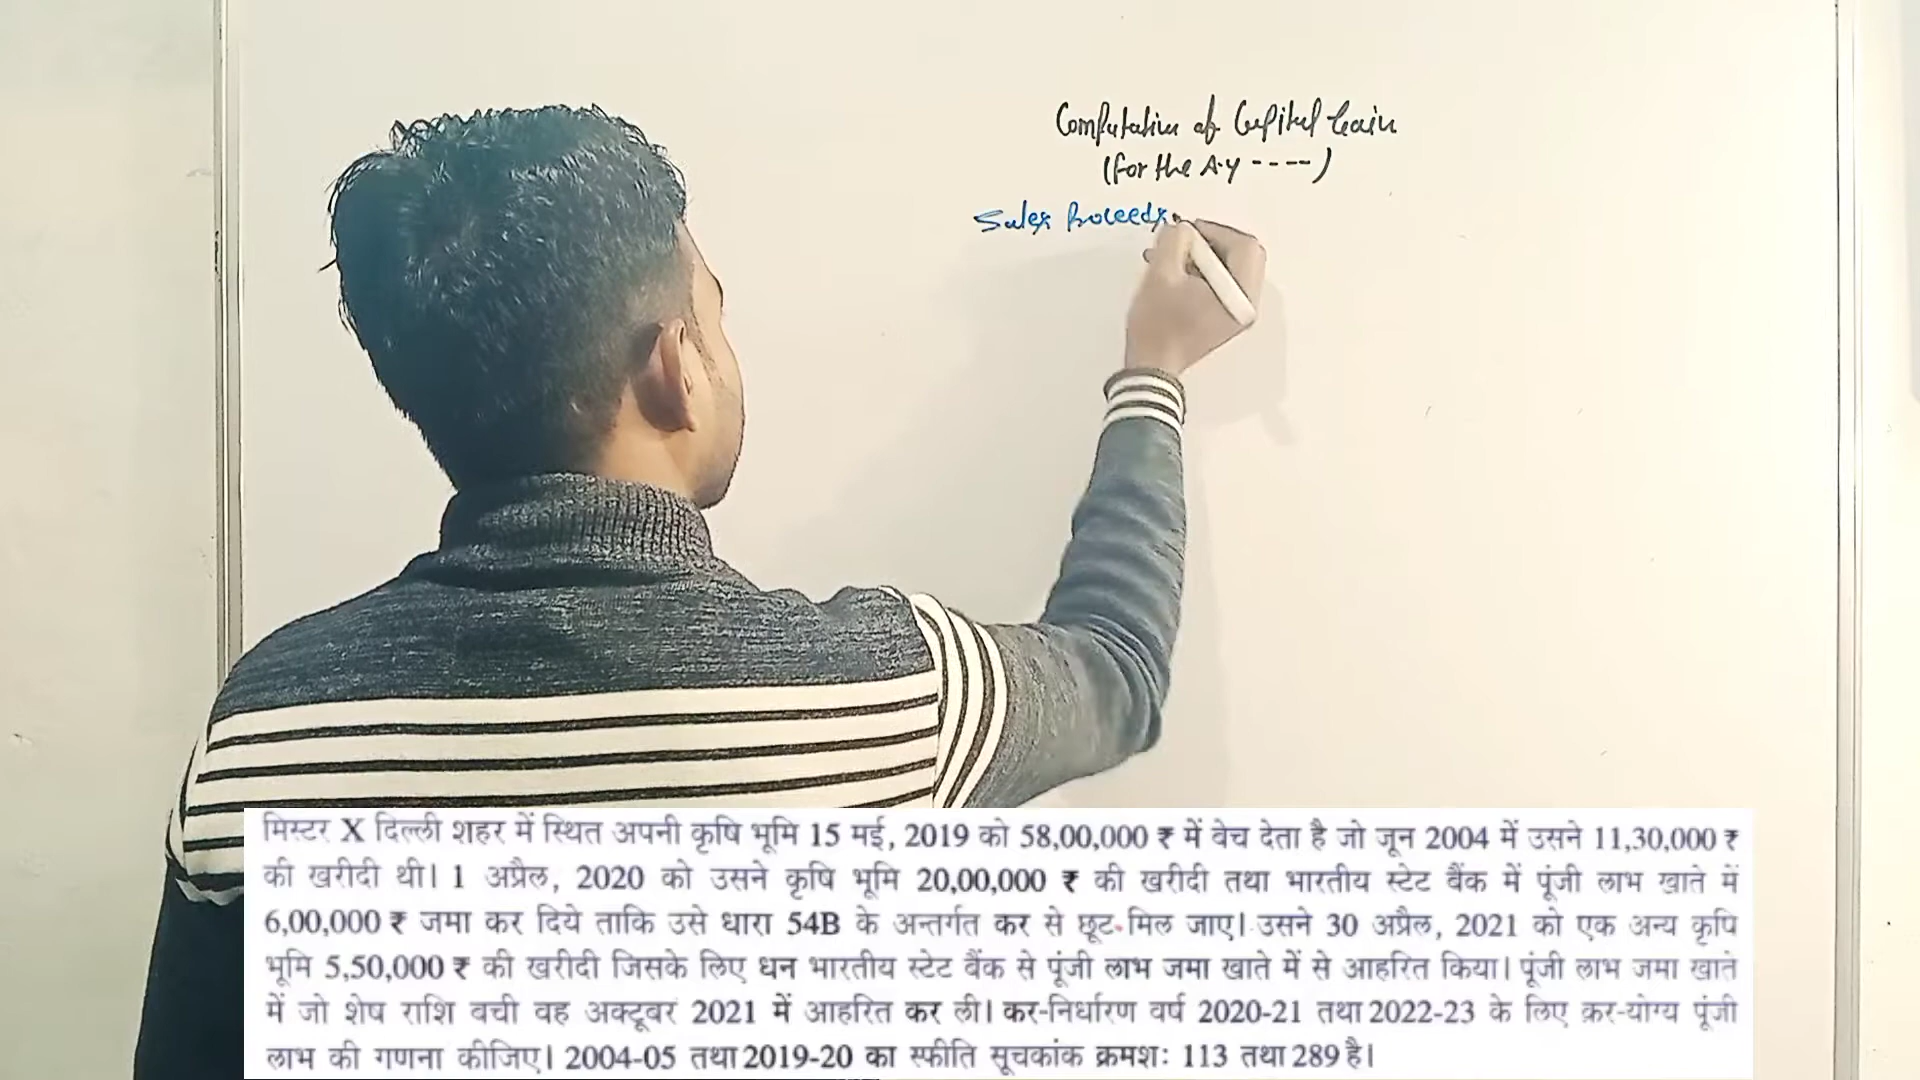 Computation of Capital Gain
(For the A.Y ----)
Sales Proceeds
मिस्टर X दिल्ली शहर में स्थित अपनी कृषि भूमि 15 मई, 2019 को 58,00,000 ₹ में बेच देता है जो जून 2004 में उसने 11,30,000 ₹
की खरीदी थी। 1 अप्रैल, 2020 को उसने कृषि भूमि 20,00,000 ₹ की खरीदी तथा भारतीय स्टेट बैंक में पूंजी लाभ खाते में
6,00,000 ₹ जमा कर दिये ताकि उसे धारा 54B के अन्तर्गत कर से छूट मिल जाए। उसने 30 अप्रैल, 2021 को एक अन्य कृषि
भूमि 5,50,000 ₹ की खरीदी जिसके लिए धन भारतीय स्टेट बैंक से पूंजी लाभ जमा खाते में से आहरित किया। पूंजी लाभ जमा खाते
में जो शेष राशि बची वह अक्टूबर 2021 में आहरित कर ली। कर-निर्धारण वर्ष 2020-21 तथा 2022-23 के लिए कर-योग्य पूंजी
लाभ की गणना कीजिए। 2004-05 तथा 2019-20 का स्फीति सूचकांक क्रमशः 113 तथा 289 है।